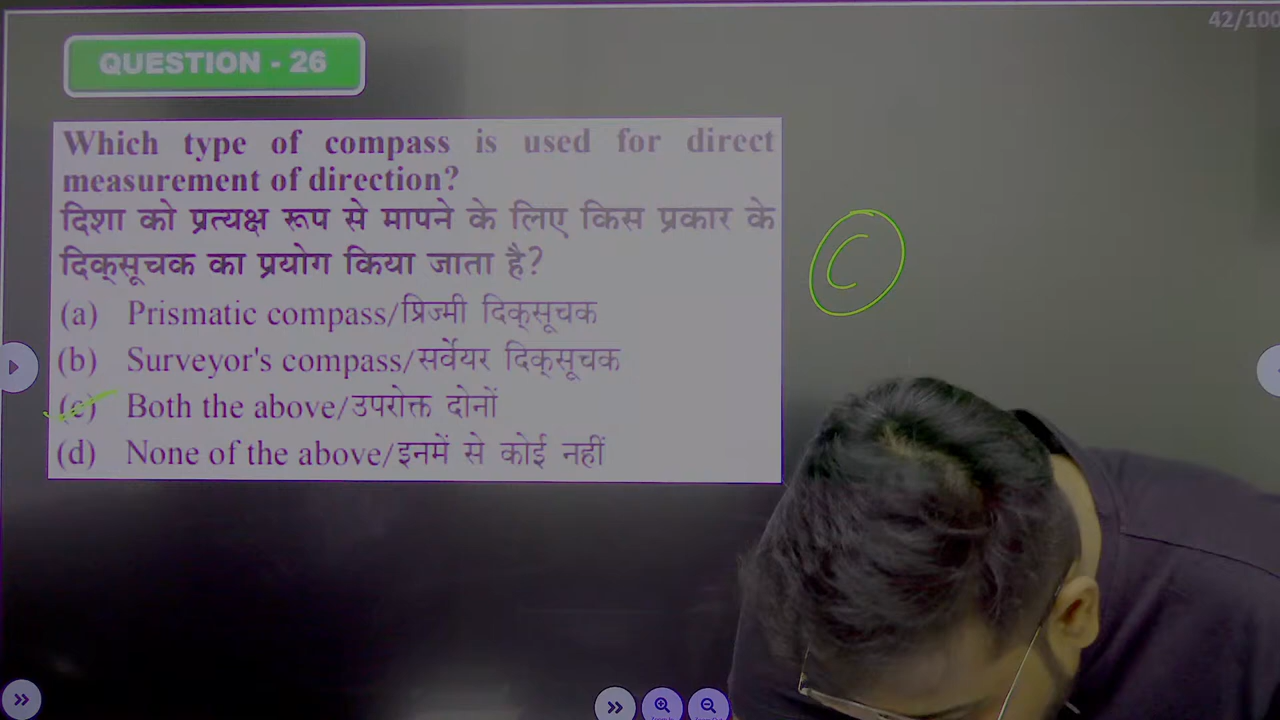 42/100
QUESTION - 26
Which type of compass is used for direct
measurement of direction?
दिशा को प्रत्यक्ष रूप से मापने के लिए किस प्रकार के
दिक्सूचक का प्रयोग किया जाता है?
(a) Prismatic compass/प्रिज्मी दिक्सूचक
(b) Surveyor's compass/सर्वेयर दिक्सूचक
(c) Both the above/उपरोक्त दोनों
(d) None of the above/इनमें से कोई नहीं
C